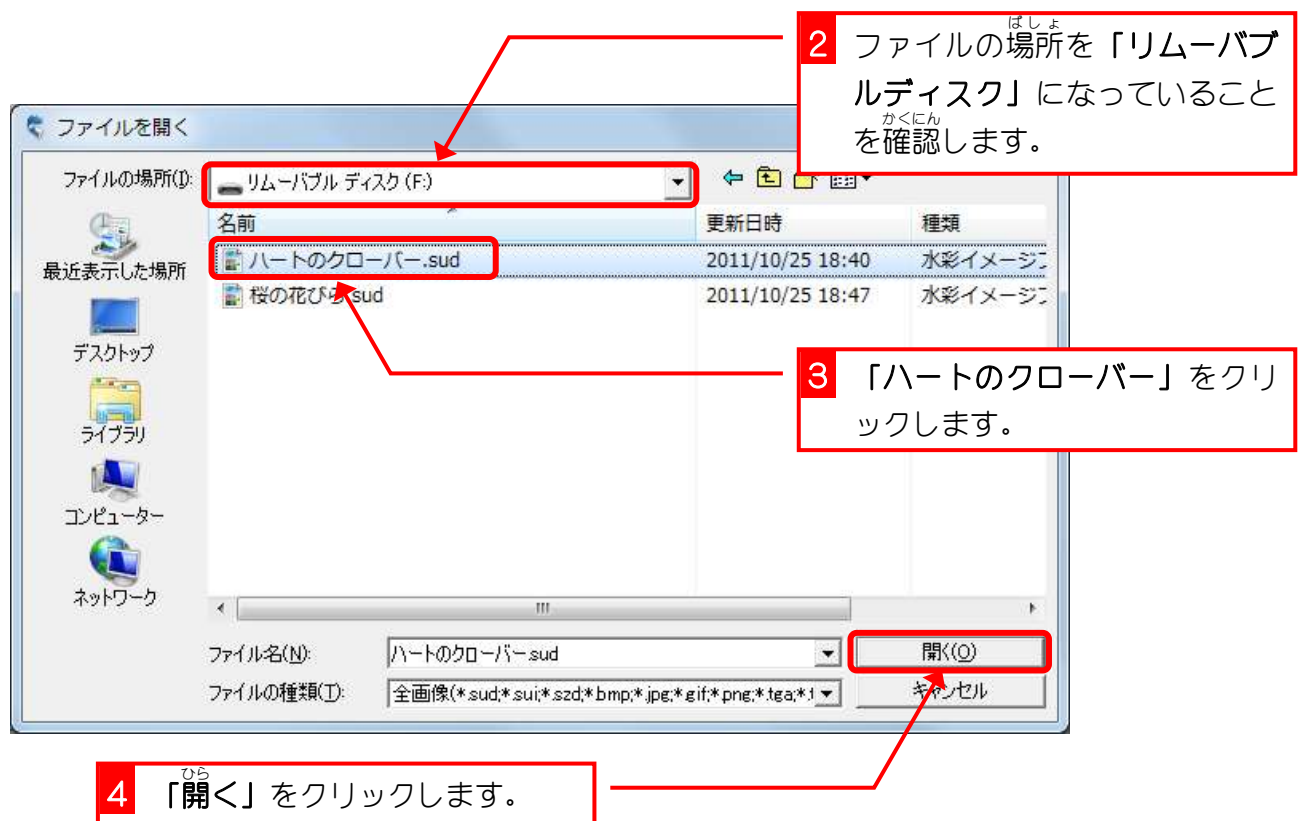 ばしょ
2 ファイルの場所を「リムーバブ
ルディスク」になっていること
かくにん
を確認します。
ファイルを開く
ファイルの場所(I):
リムーバブル ディスク (F:)
名前 更新日時 種類
ハートのクローバー.sud 2011/10/25 18:40 水彩イメージフ
桜の花びら.sud 2011/10/25 18:47 水彩イメージフ
最近表示した場所
デスクトップ
ライブラリ
コンピューター
ネットワーク
3 「ハートのクローバー」をクリ
ックします。
ファイル名(N): ハートのクローバー.sud 開く(O)
ファイルの種類(T): 全画像(*.sud;*.sui;*.szd;*.bmp;*.jpg;*.gif;*.png;*.tga;*.t キャンセル
ひら
4 「開く」をクリックします。